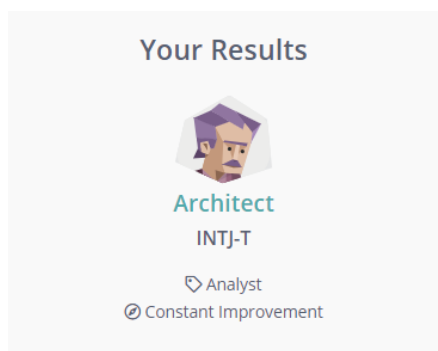 Your Results
Architect
INTJ-T
Analyst
Constant Improvement